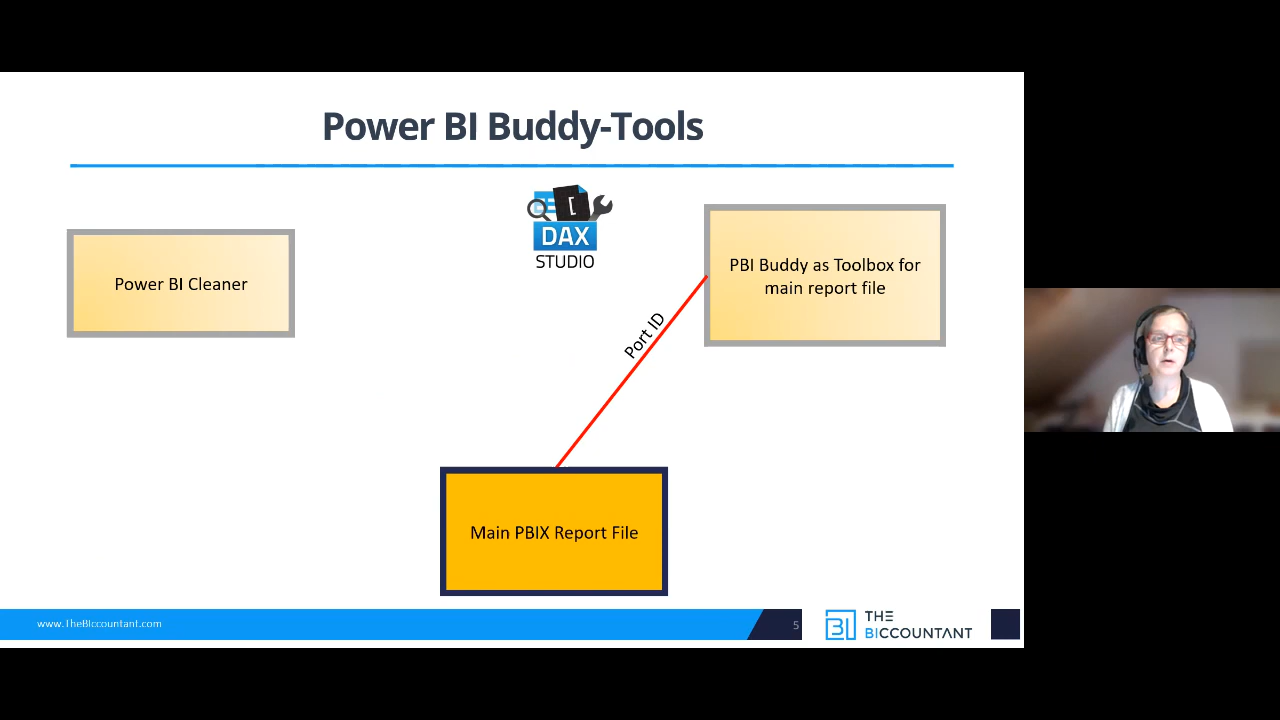 Power BI Buddy-Tools
[
DAX
STUDIO
Power BI Cleaner
PBI Buddy as Toolbox for
main report file
Port ID
Main PBIX Report File
www.TheBIccountant.com
5
BI
THE
BICCOUNTANT